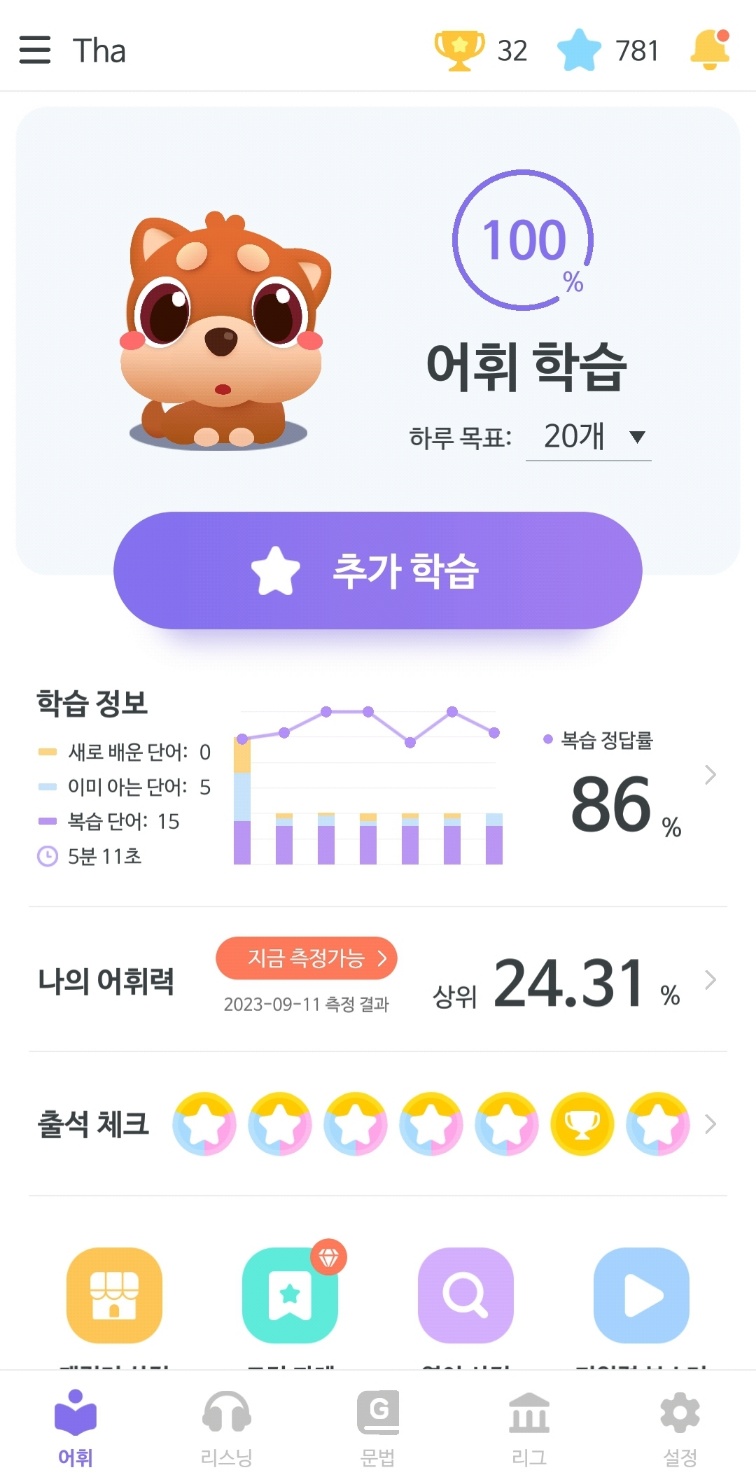 Tha
32
781
100
%
어휘 학습
하루 목표: 20개
추가 학습
학습 정보
새로 배운 단어: 0
이미 아는 단어: 5
복습 단어: 15
5분 11초
복습 정답률
86 %
나의 어휘력
지금 측정가능
2023-09-11 측정 결과
상위 24.31 %
출석 체크
G
어휘
리스닝
문법
리그
설정